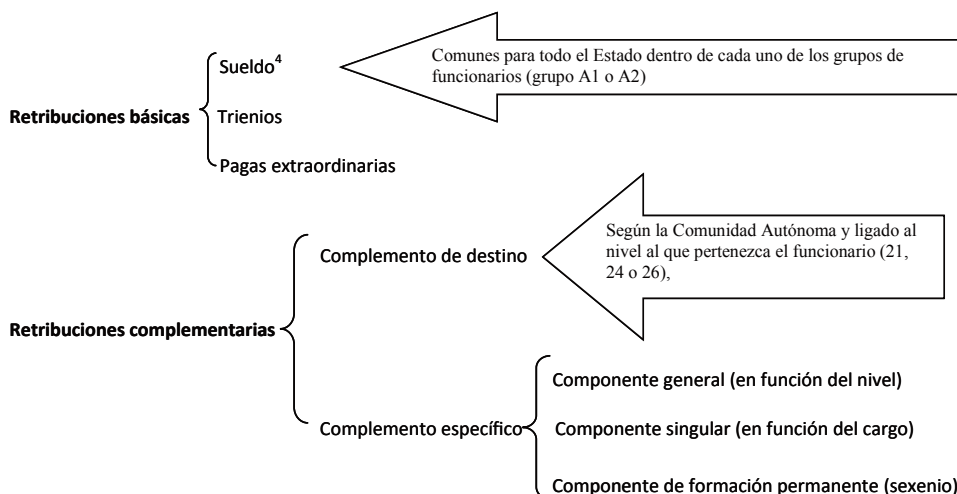 Sueldo4
Comunes para todo el Estado dentro de cada uno de los grupos de
funcionarios (grupo A1 o A2)
Retribuciones básicas
Trienios
Pagas extraordinarias
Complemento de destino
Según la Comunidad Autónoma y ligado al
nivel al que pertenezca el funcionario (21,
24 o 26),
Retribuciones complementarias
Componente general (en función del nivel)
Complemento específico
Componente singular (en función del cargo)
Componente de formación permanente (sexenio)